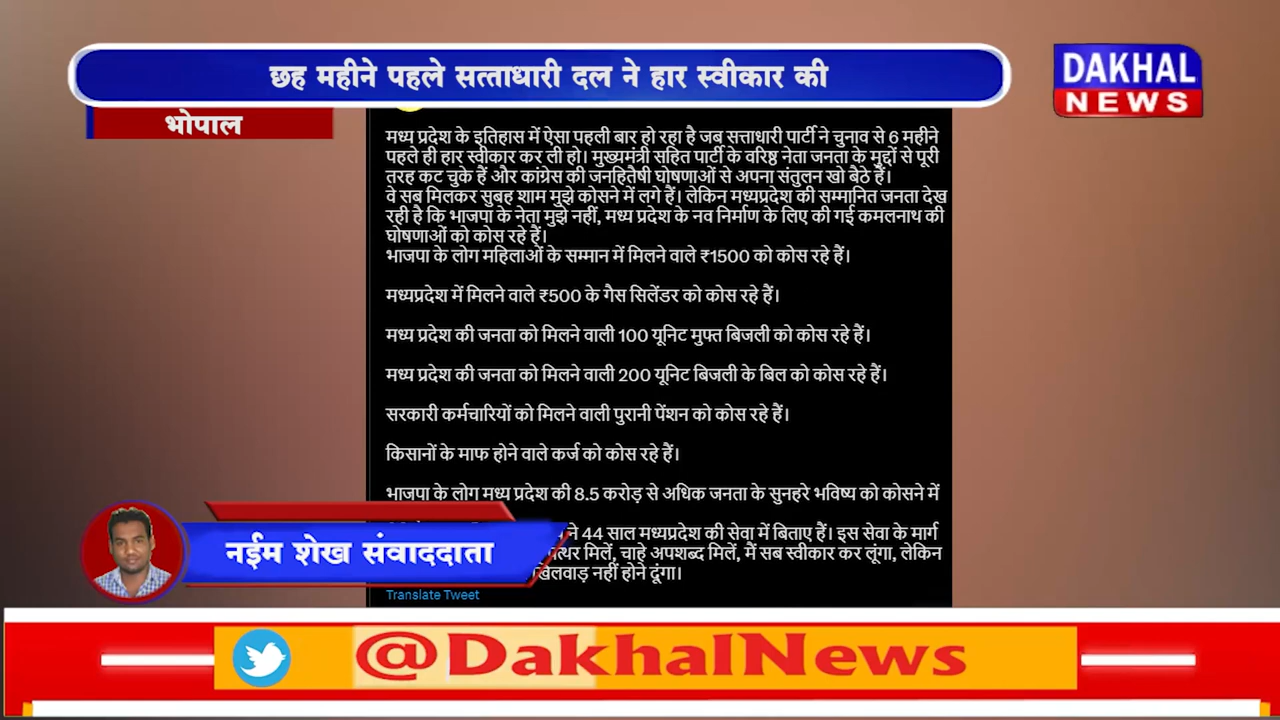 छह महीने पहले सत्ताधारी दल ने हार स्वीकार की
DAKHAL
NEWS
भोपाल
मध्य प्रदेश के इतिहास में ऐसा पहली बार हो रहा है जब सत्ताधारी पार्टी ने चुनाव से 6 महीने
पहले ही हार स्वीकार कर ली हो। मुख्यमंत्री सहित पार्टी के वरिष्ठ नेता जनता के मुद्दों से पूरी
तरह कट चुके हैं और कांग्रेस की जनहितैषी घोषणाओं से अपना संतुलन खो बैठे हैं।
वे सब मिलकर सुबह शाम मुझे कोसने में लगे हैं। लेकिन मध्यप्रदेश की सम्मानित जनता देख
रही है कि भाजपा के नेता मुझे नहीं, मध्य प्रदेश के नव निर्माण के लिए की गई कमलनाथ की
घोषणाओं को कोस रहे हैं।
भाजपा के लोग महिलाओं के सम्मान में मिलने वाले ₹1500 को कोस रहे हैं।
मध्यप्रदेश में मिलने वाले ₹500 के गैस सिलेंडर को कोस रहे हैं।
मध्य प्रदेश की जनता को मिलने वाली 100 यूनिट मुफ्त बिजली को कोस रहे हैं।
मध्य प्रदेश की जनता को मिलने वाली 200 यूनिट बिजली के बिल को कोस रहे हैं।
सरकारी कर्मचारियों को मिलने वाली पुरानी पेंशन को कोस रहे हैं।
किसानों के माफ होने वाले कर्ज को कोस रहे हैं।
भाजपा के लोग मध्य प्रदेश की 8.5 करोड़ से अधिक जनता के सुनहरे भविष्य को कोसने में
ने 44 साल मध्यप्रदेश की सेवा में बिताए हैं। इस सेवा के मार्ग
मिलें, चाहे अपशब्द मिलें, मैं सब स्वीकार कर लूंगा, लेकिन
खिलवाड़ नहीं होने दूंगा।
Translate Tweet
नईम शेख संवाददाता
@DakhalNews